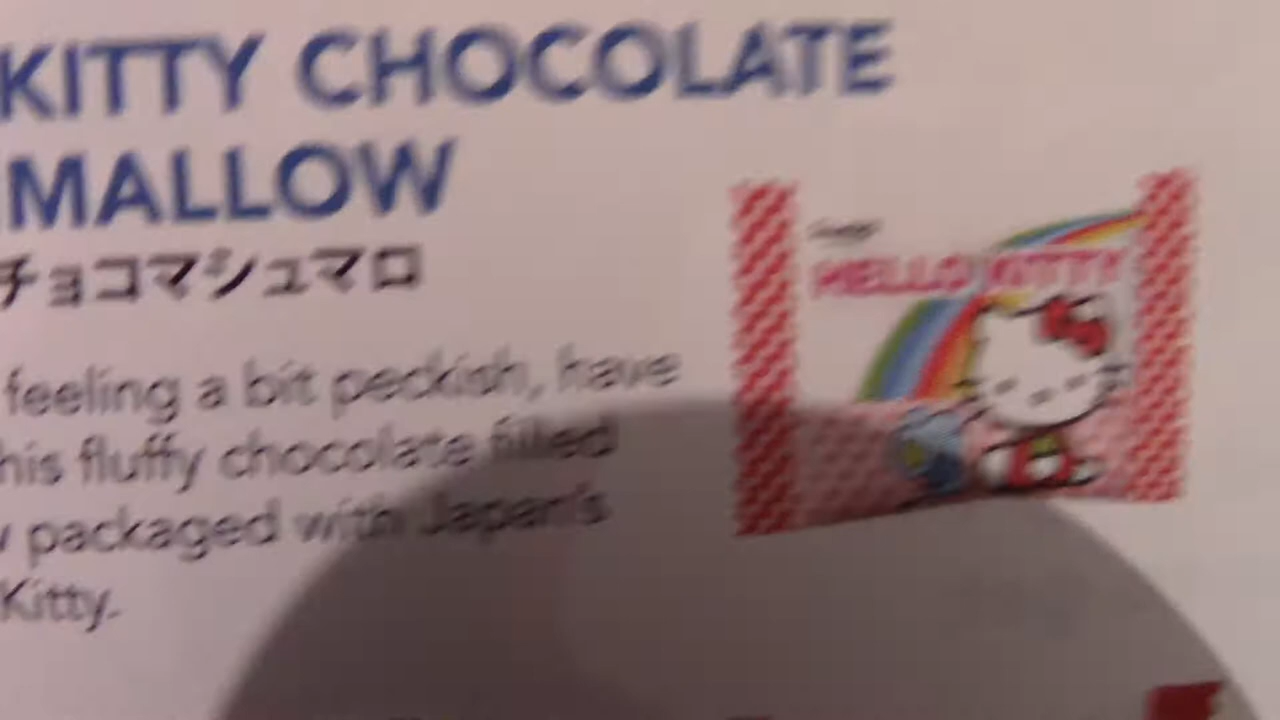 KITTY CHOCOLATE
MALLOW
チョコマシュマロ
feeling a bit peckish, have
his fluffy chocolate filled
packaged with Japan's
Kitty.
HELLO KITTY